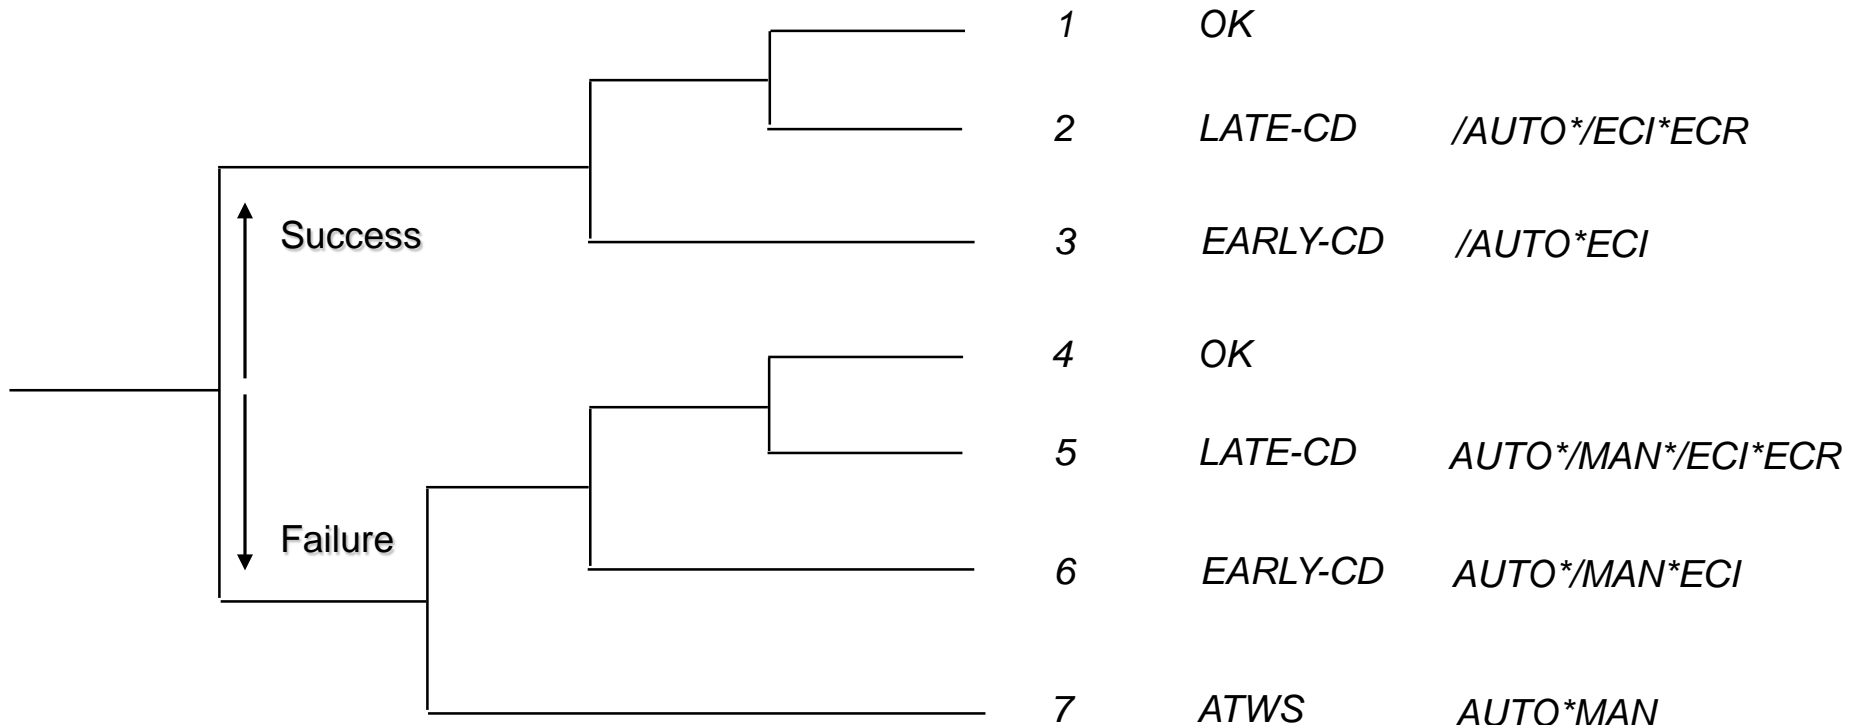 1 OK
2 LATE-CD /AUTO*/ECI*ECR
Success
3 EARLY-CD /AUTO*ECI
4 OK
5 LATE-CD AUTO*/MAN*/ECI*ECR
Failure
6 EARLY-CD AUTO*/MAN*ECI
7 ATWS AUTO*MAN